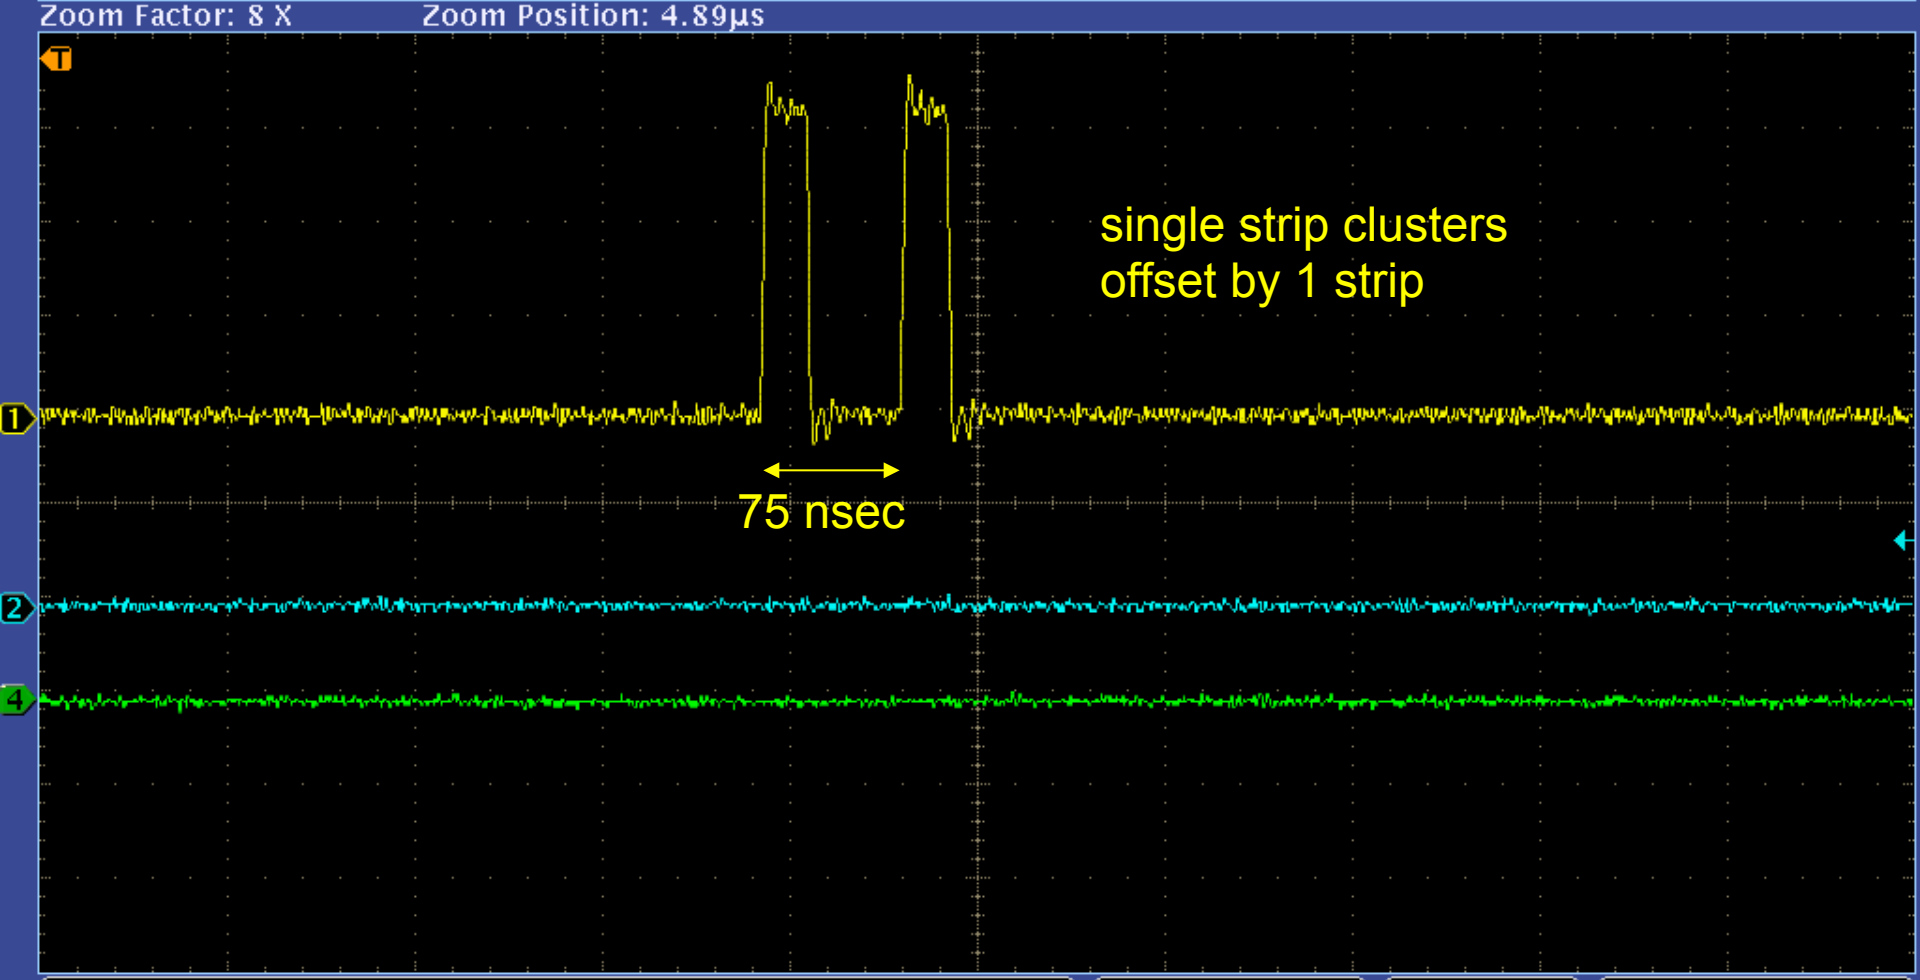 Zoom Factor: 8 X Zoom Position: 4.89µs
T
single strip clusters
offset by 1 strip
1
75 nsec
2
4